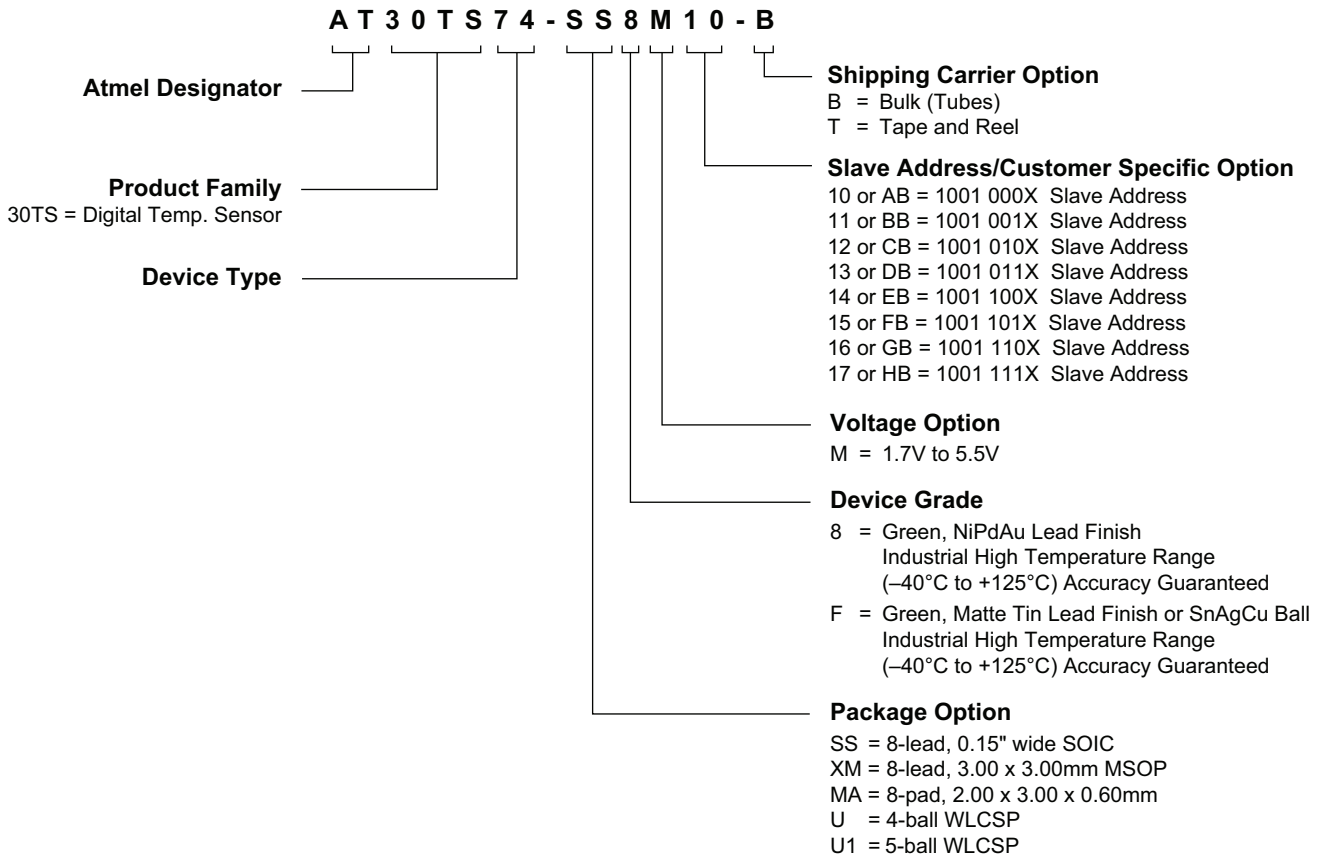 AT30TS74-SS8M10-B
Atmel Designator
Product Family
30TS = Digital Temp. Sensor
Device Type
Shipping Carrier Option
B = Bulk (Tubes)
T = Tape and Reel
Slave Address/Customer Specific Option
10 or AB = 1001 000X Slave Address
11 or BB = 1001 001X Slave Address
12 or CB = 1001 010X Slave Address
13 or DB = 1001 011X Slave Address
14 or EB = 1001 100X Slave Address
15 or FB = 1001 101X Slave Address
16 or GB = 1001 110X Slave Address
17 or HB = 1001 111X Slave Address
Voltage Option
M = 1.7V to 5.5V
Device Grade
8 = Green, NiPdAu Lead Finish
Industrial High Temperature Range
(–40°C to +125°C) Accuracy Guaranteed
F = Green, Matte Tin Lead Finish or SnAgCu Ball
Industrial High Temperature Range
(–40°C to +125°C) Accuracy Guaranteed
Package Option
SS = 8-lead, 0.15" wide SOIC
XM = 8-lead, 3.00 x 3.00mm MSOP
MA = 8-pad, 2.00 x 3.00 x 0.60mm
U = 4-ball WLCSP
U1 = 5-ball WLCSP